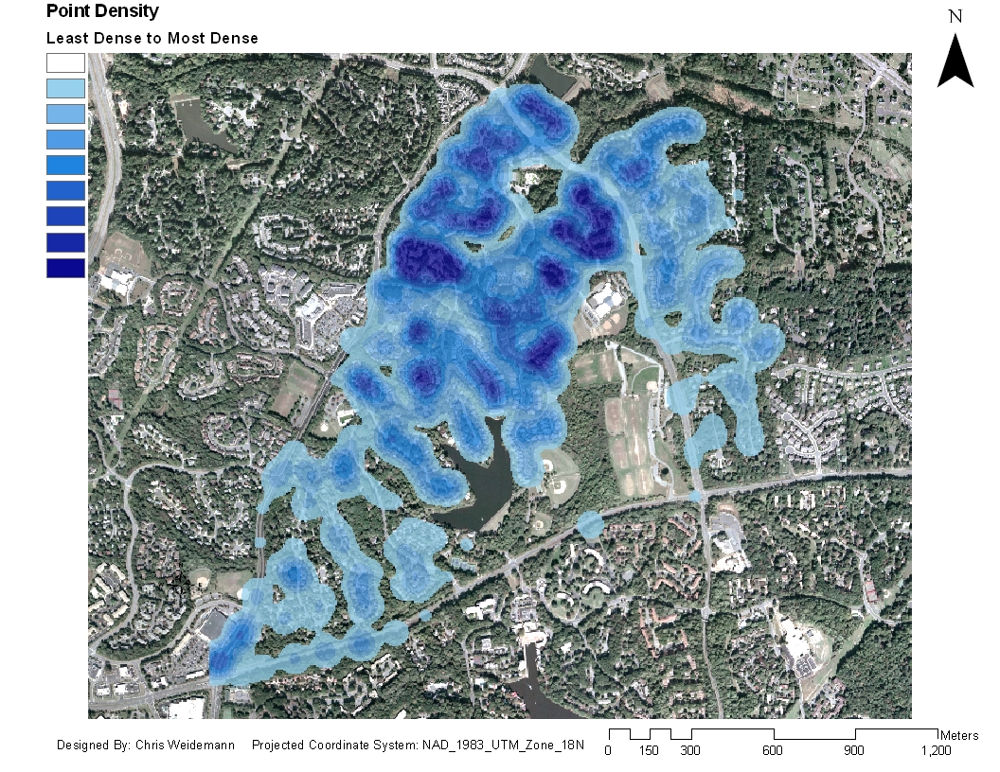 Point Density
Least Dense to Most Dense
N
Designed By: Chris Weidemann Projected Coordinate System: NAD_1983_UTM_Zone_18N
Meters
0 150 300 600 900 1,200